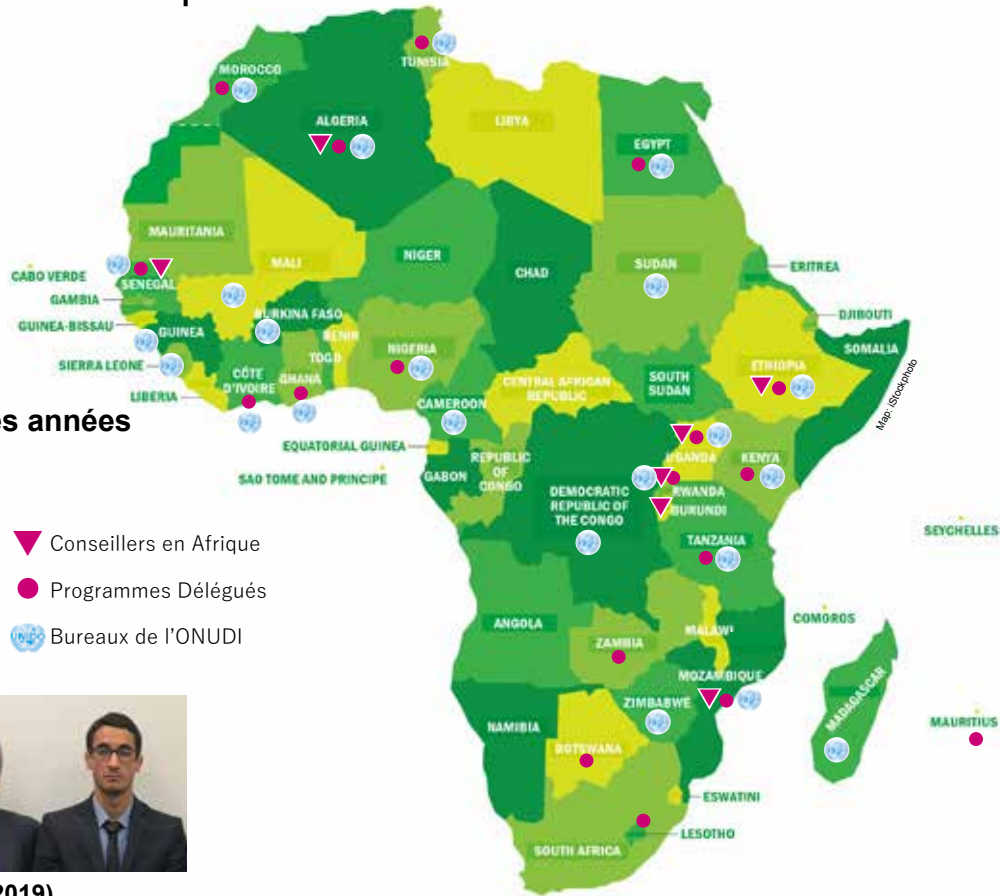 MOROCCO
TUNISIA
ALGERIA
LIBYA
EGYPT
MAURITANIA
MALI
NIGER
CHAD
SUDAN
ERITREA
CABO VERDE
SENEGAL
GAMBIA
GUINEA-BISSAU
GUINEA
BURKINA FASO
BENIN
TOGO
NIGERIA
DJIBOUTI
SOMALIA
ETHIOPIA
SIERRA LEONE
CÔTE
D'IVOIRE
GHANA
LIBERIA
CAMEROON
CENTRAL AFRICAN
REPUBLIC
SOUTH
SUDAN
Map: iStockphoto
es années
EQUATORIAL GUINEA
SAO TOME AND PRINCIPE
GABON
REPUBLIC
OF
CONGO
DEMOCRATIC
REPUBLIC OF
THE CONGO
UGANDA
KENYA
RWANDA
BURUNDI
TANZANIA
SEYCHELLES
Conseillers en Afrique
Programmes Délégués
Bureaux de l'ONUDI
ANGOLA
ZAMBIA
MALAWI
COMOROS
MOZAMBIQUE
ZIMBABWE
MADAGASCAR
MAURITIUS
NAMIBIA
BOTSWANA
ESWATINI
LESOTHO
SOUTH AFRICA
2019)